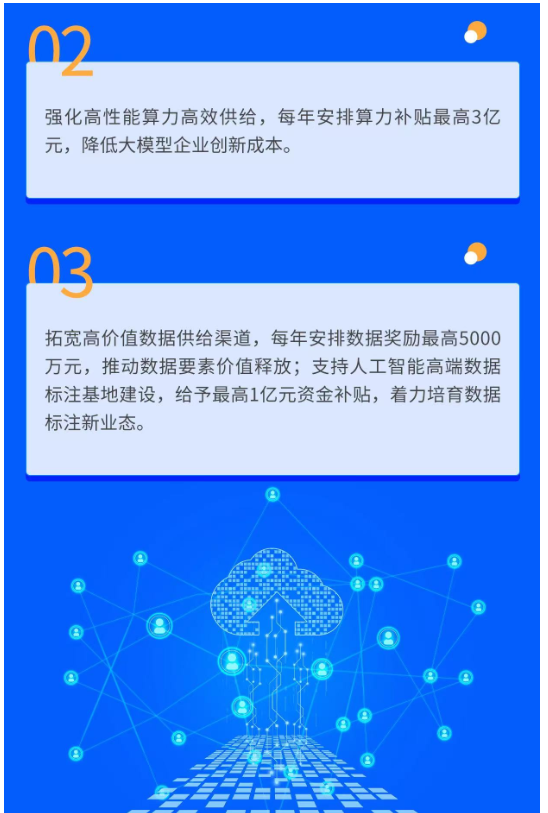 02
强化高性能算力高效供给，每年安排算力补贴最高3亿
元，降低大模型企业创新成本。
03
拓宽高价值数据供给渠道，每年安排数据奖励最高5000
万元，推动数据要素价值释放；支持人工智能高端数据
标注基地建设，给予最高1亿元资金补贴，着力培育数据
标注新业态。